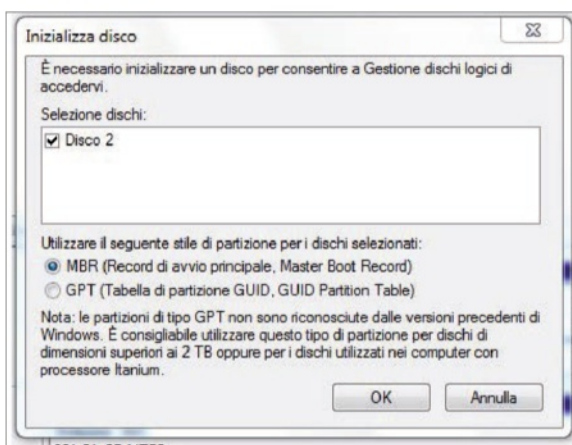 Inizializza disco
È necessario inizializzare un disco per consentire a Gestione dischi logici di
accedervi.
Selezione dischi:
Disco 2
Utilizzare il seguente stile di partizione per i dischi selezionati:
MBR (Record di avvio principale, Master Boot Record)
GPT (Tabella di partizione GUID, GUID Partition Table)
Nota: le partizioni di tipo GPT non sono riconosciute dalle versioni precedenti di
Windows. È consigliabile utilizzare questo tipo di partizione per dischi di
dimensioni superiori ai 2 TB oppure per i dischi utilizzati nei computer con
processore Itanium.
OK
Annulla